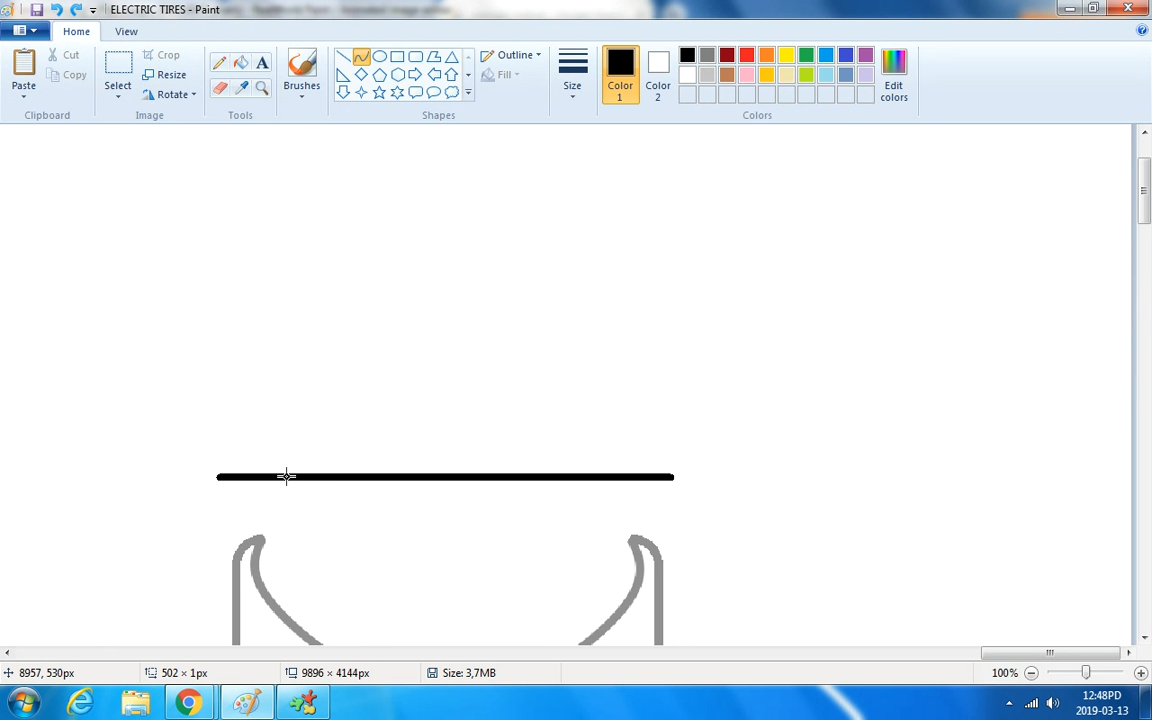 ELECTRIC TIRES - Paint
Home View
Paste
Cut
Copy
Clipboard
Select
Crop
Resize
Rotate
Image
A
Tools
Brushes
Outline
Fill
Shapes
Size
Color 1
Color 2
Edit colors
Colors
8957, 530px
502 × 1px
9896 × 4144px
Size: 3,7MB
100%
12:48PD
2019-03-13